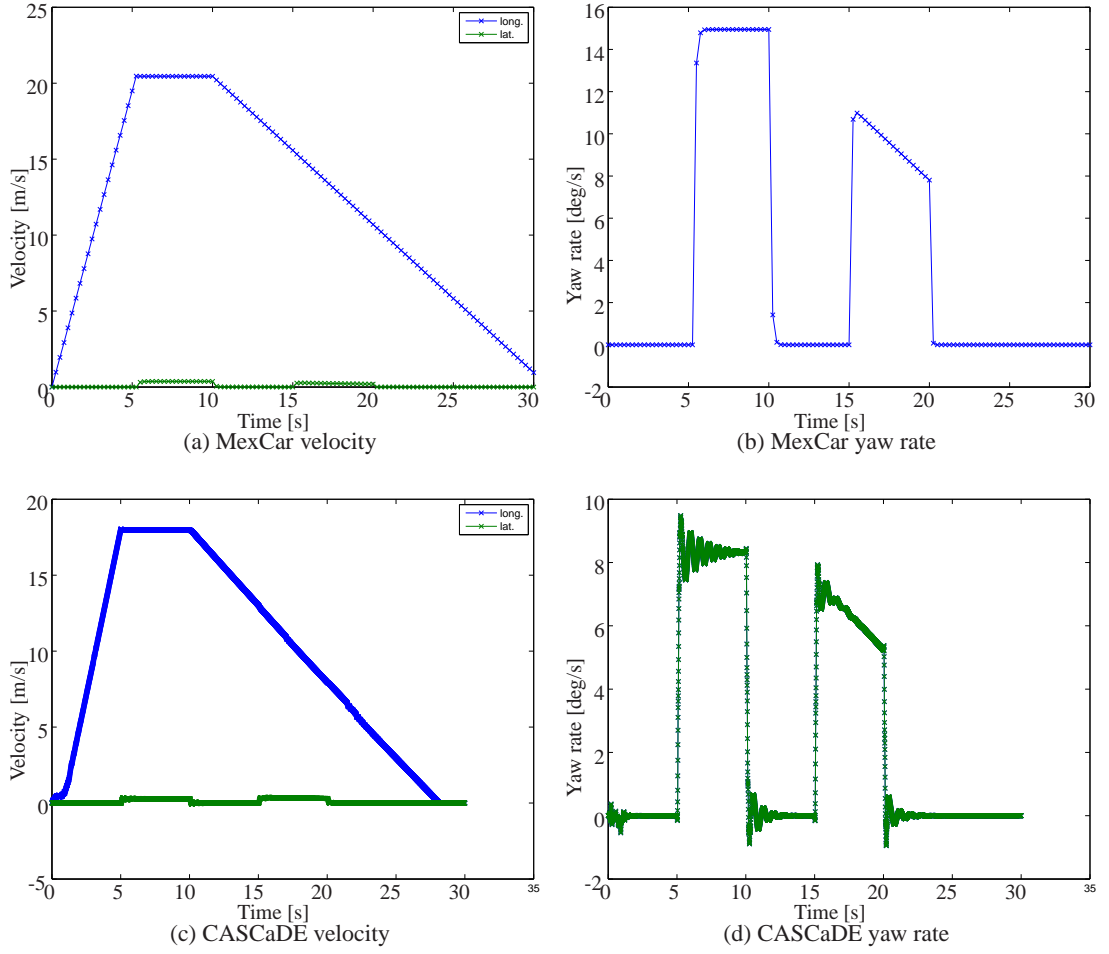 25
20
15
10
5
0
Velocity [m/s]
long.
lat.
0 5 10 15 20 25 30
Time [s]
(a) MexCar velocity
16
14
12
10
8
6
4
2
0
-2
Yaw rate [deg/s]
0 5 10 15 20 25 30
Time [s]
(b) MexCar yaw rate
20
15
10
5
0
-5
Velocity [m/s]
long.
lat.
0 5 10 15 20 25 30 35
Time [s]
(c) CASCaDE velocity
10
8
6
4
2
0
-2
Yaw rate [deg/s]
0 5 10 15 20 25 30 35
Time [s]
(d) CASCaDE yaw rate